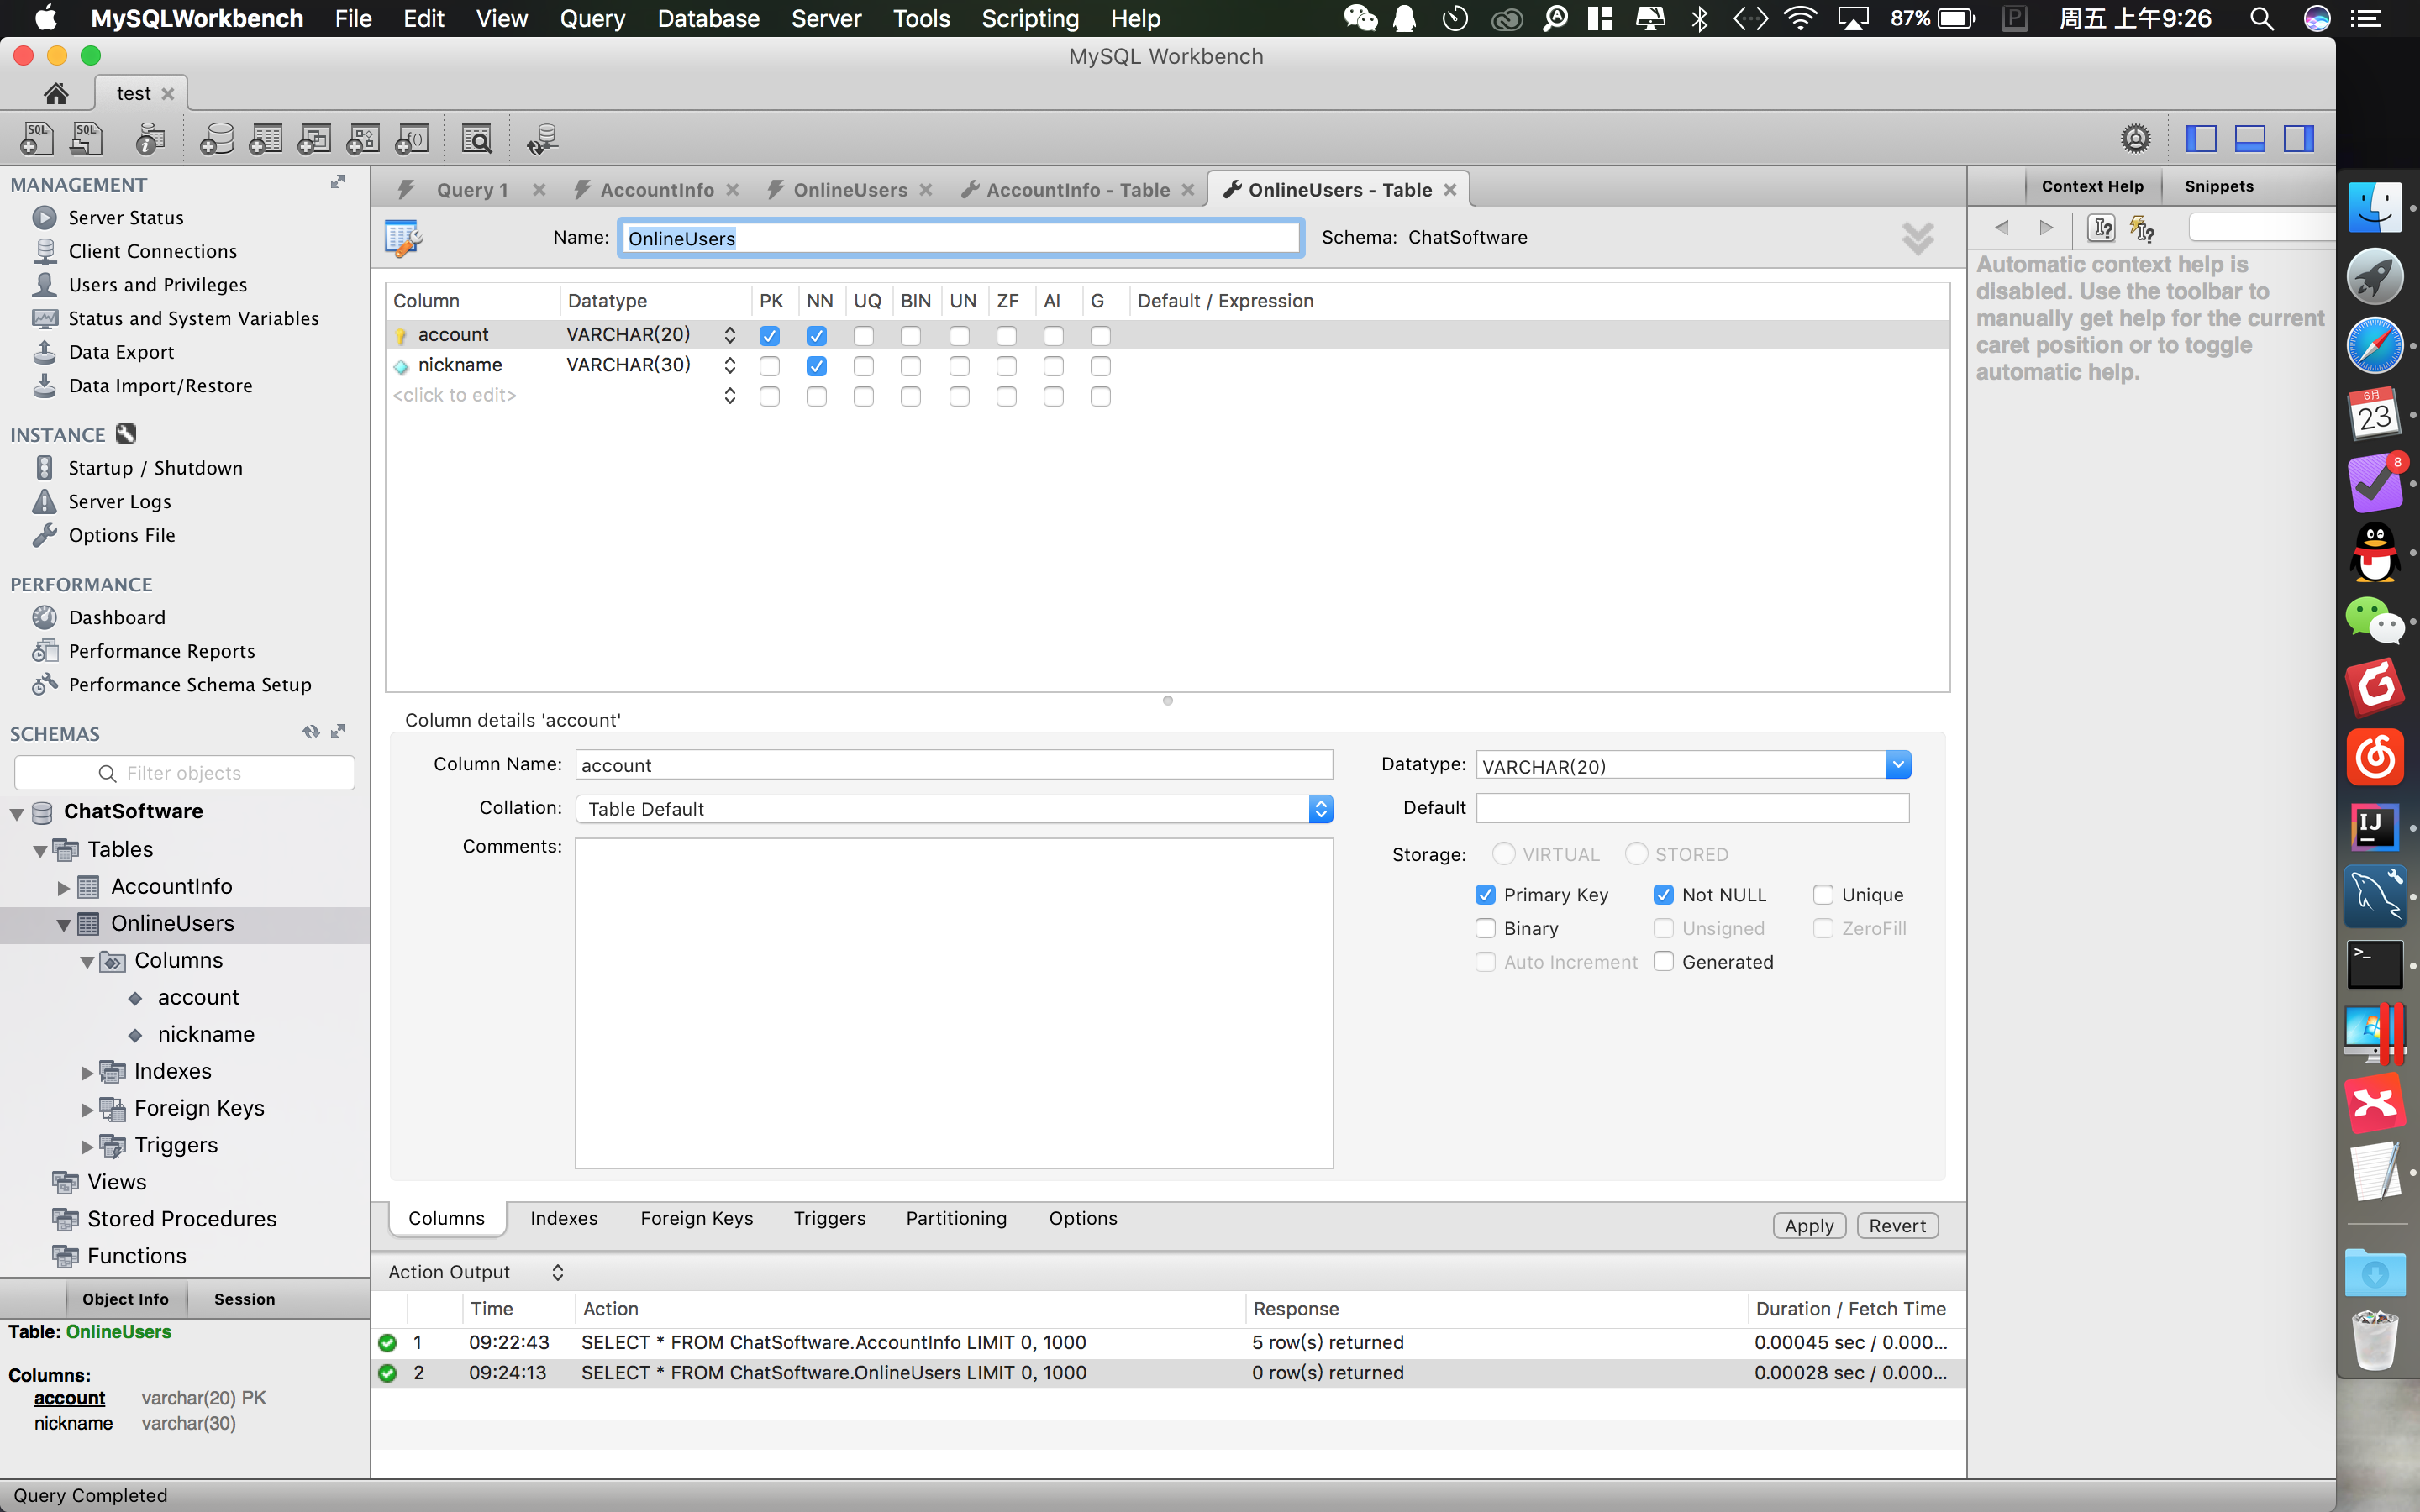 MySQLWorkbench File Edit View Query Database Server Tools Scripting Help 87% P 周五 上午9:26
MySQL Workbench
test
SQL SQL
MANAGEMENT
Server Status
Client Connections
Users and Privileges
Status and System Variables
Data Export
Data Import/Restore
INSTANCE
Startup / Shutdown
Server Logs
Options File
PERFORMANCE
Dashboard
Performance Reports
Performance Schema Setup
SCHEMAS
Filter objects
ChatSoftware
Tables
AccountInfo
OnlineUsers
Columns
account
nickname
Indexes
Foreign Keys
Triggers
Views
Stored Procedures
Functions
Object Info Session
Table: OnlineUsers
Columns:
account varchar(20) PK
nickname varchar(30)
Query Completed
Query 1 AccountInfo OnlineUsers AccountInfo - Table OnlineUsers - Table
Name: OnlineUsers Schema: ChatSoftware
Column Datatype PK NN UQ BIN UN ZF AI G Default / Expression
account VARCHAR(20)
nickname VARCHAR(30)
<click to edit>
Column details 'account'
Column Name: account Datatype: VARCHAR(20)
Collation: Table Default Default
Comments: Storage: VIRTUAL STORED
Primary Key Not NULL Unique
Binary Unsigned ZeroFill
Auto Increment Generated
Columns Indexes Foreign Keys Triggers Partitioning Options Apply Revert
Action Output
Time Action Response Duration / Fetch Time
1 09:22:43 SELECT * FROM ChatSoftware.AccountInfo LIMIT 0, 1000 5 row(s) returned 0.00045 sec / 0.000...
2 09:24:13 SELECT * FROM ChatSoftware.OnlineUsers LIMIT 0, 1000 0 row(s) returned 0.00028 sec / 0.000...
Context Help Snippets
Automatic context help is
disabled. Use the toolbar to
manually get help for the current
caret position or to toggle
automatic help.
6月
23
8
IJ